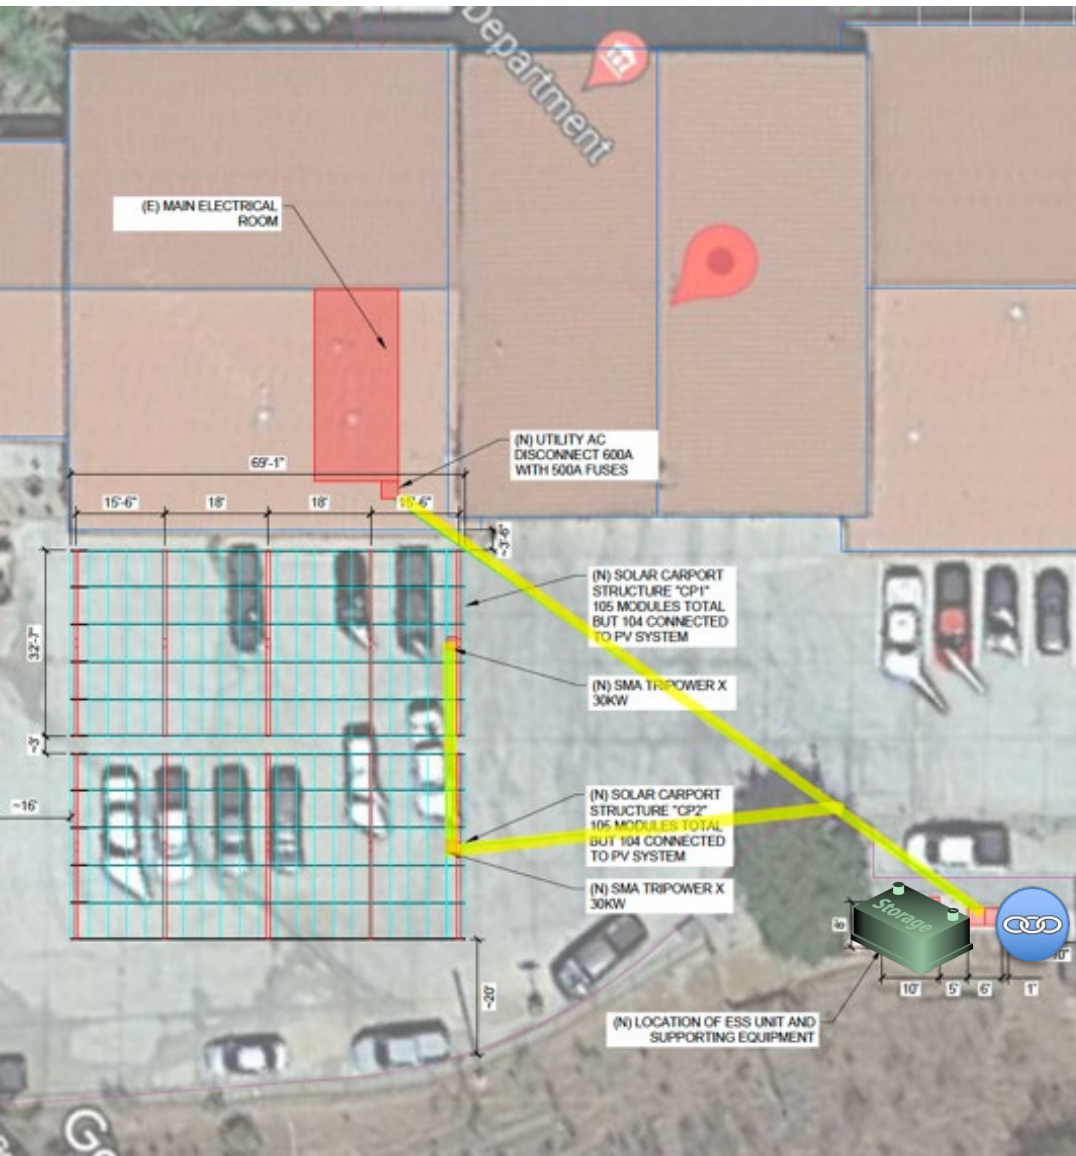 Department
(E) MAIN ELECTRICAL
ROOM
(N) UTILITY AC
DISCONNECT 600A
WITH 500A FUSES
69'-1"
15'-6"
18'
18'
15'-6"
~3'-6"
(N) SOLAR CARPORT
STRUCTURE "CP1"
105 MODULES TOTAL
BUT 104 CONNECTED
TO PV SYSTEM
32'-7"
(N) SMA TRIPOWER X
30KW
~3'
~16'
(N) SOLAR CARPORT
STRUCTURE "CP2"
105 MODULES TOTAL
BUT 104 CONNECTED
TO PV SYSTEM
(N) SMA TRIPOWER X
30KW
Storage
10'
5'
6'
1'
~20'
(N) LOCATION OF ESS UNIT AND
SUPPORTING EQUIPMENT
Go